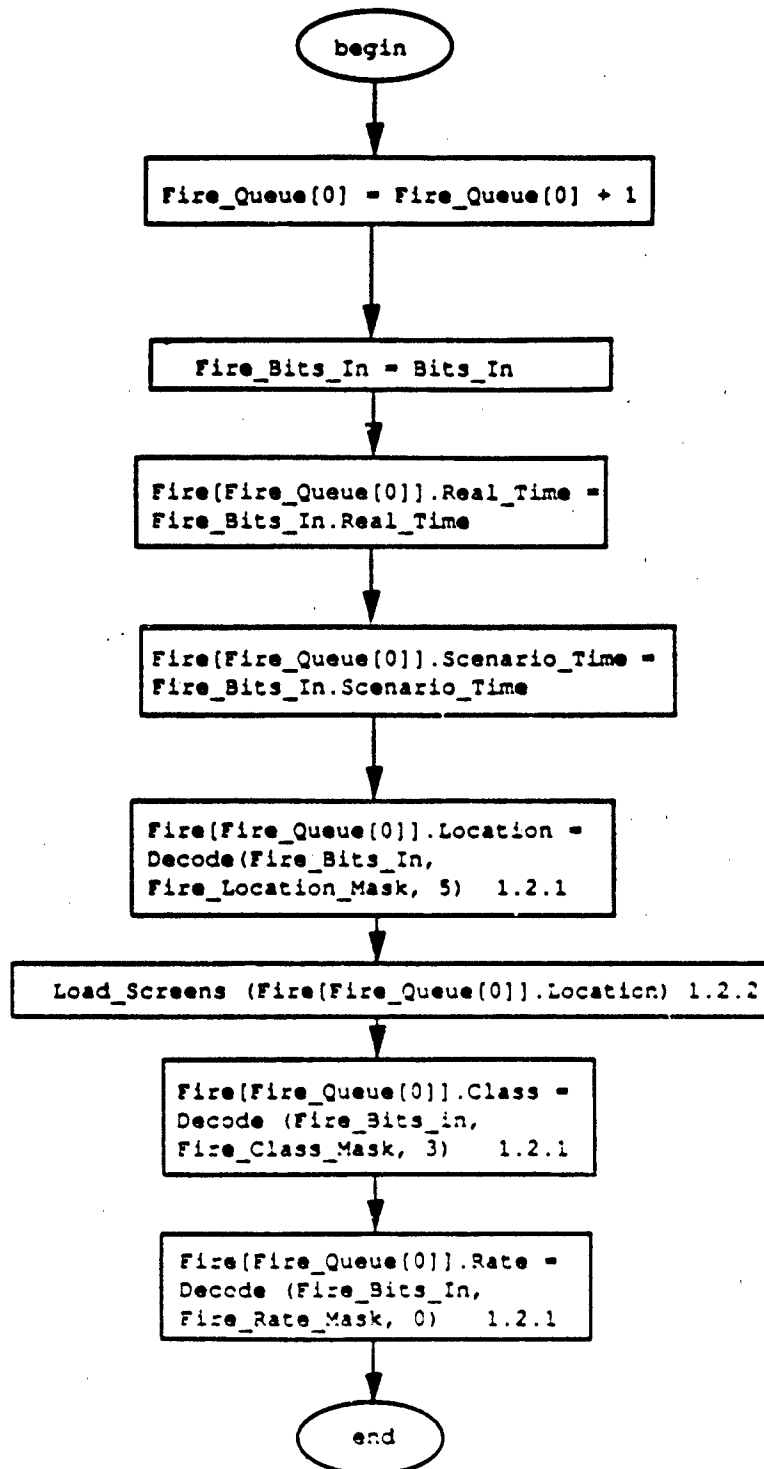 begin
Fire_Queue[0] = Fire_Queue[0] + 1
Fire_Bits_In = Bits_In
Fire[Fire_Queue[0]].Real_Time =
Fire_Bits_In.Real_Time
Fire[Fire_Queue[0]].Scenario_Time =
Fire_Bits_In.Scenario_Time
Fire[Fire_Queue[0]].Location =
Decode(Fire_Bits_In,
Fire_Location_Mask, 5) 1.2.1
Load_Screens (Fire[Fire_Queue[0]].Location) 1.2.2
Fire[Fire_Queue[0]].Class =
Decode (Fire_Bits_in,
Fire_Class_Mask, 3) 1.2.1
Fire[Fire_Queue[0]].Rate =
Decode (Fire_Bits_In,
Fire_Rate_Mask, 0) 1.2.1
end